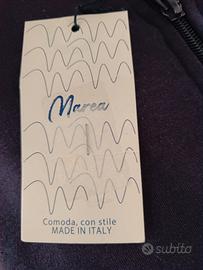 Marea
Comoda, con stile
MADE IN ITALY
subito